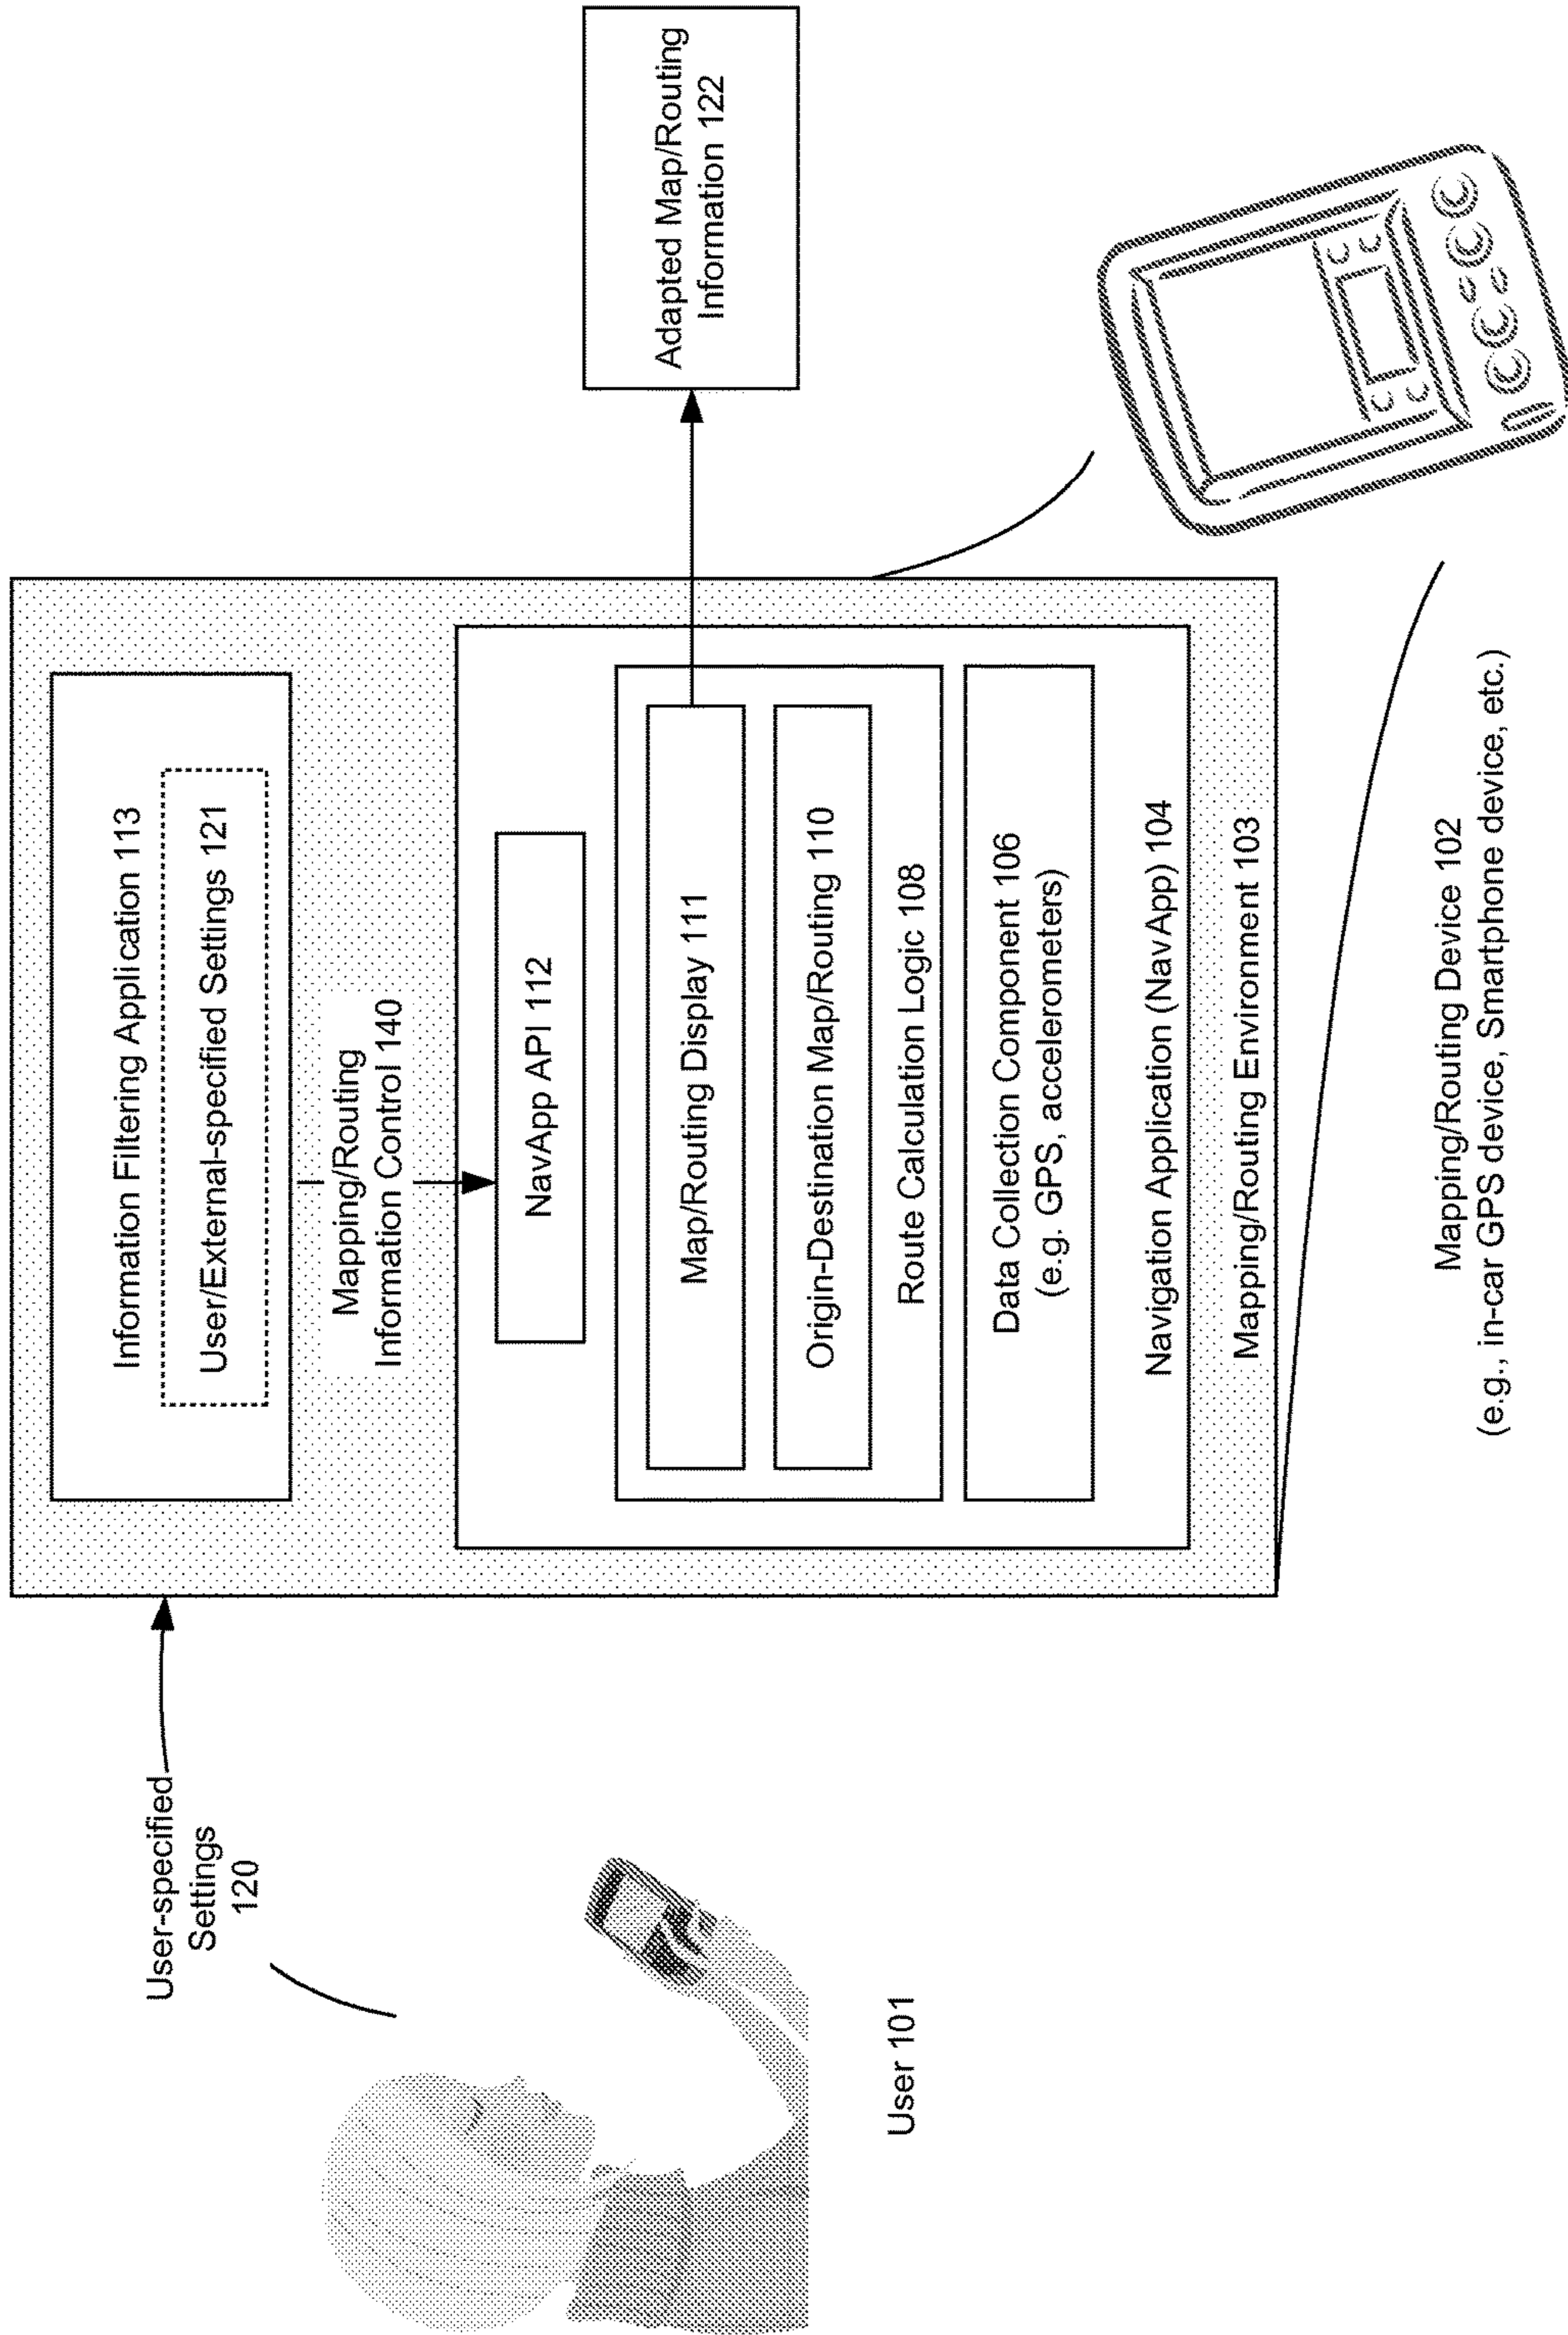 User-specified
Settings
120
User 101
Information Filtering Application 113
User/External-specified Settings 121
Mapping/Routing
Information Control 140
NavApp API 112
Map/Routing Display 111
Origin-Destination Map/Routing 110
Route Calculation Logic 108
Data Collection Component 106
(e.g. GPS, accelerometers)
Navigation Application (NavApp) 104
Mapping/Routing Environment 103
Adapted Map/Routing
Information 122
Mapping/Routing Device 102
(e.g., in-car GPS device, Smartphone device, etc.)